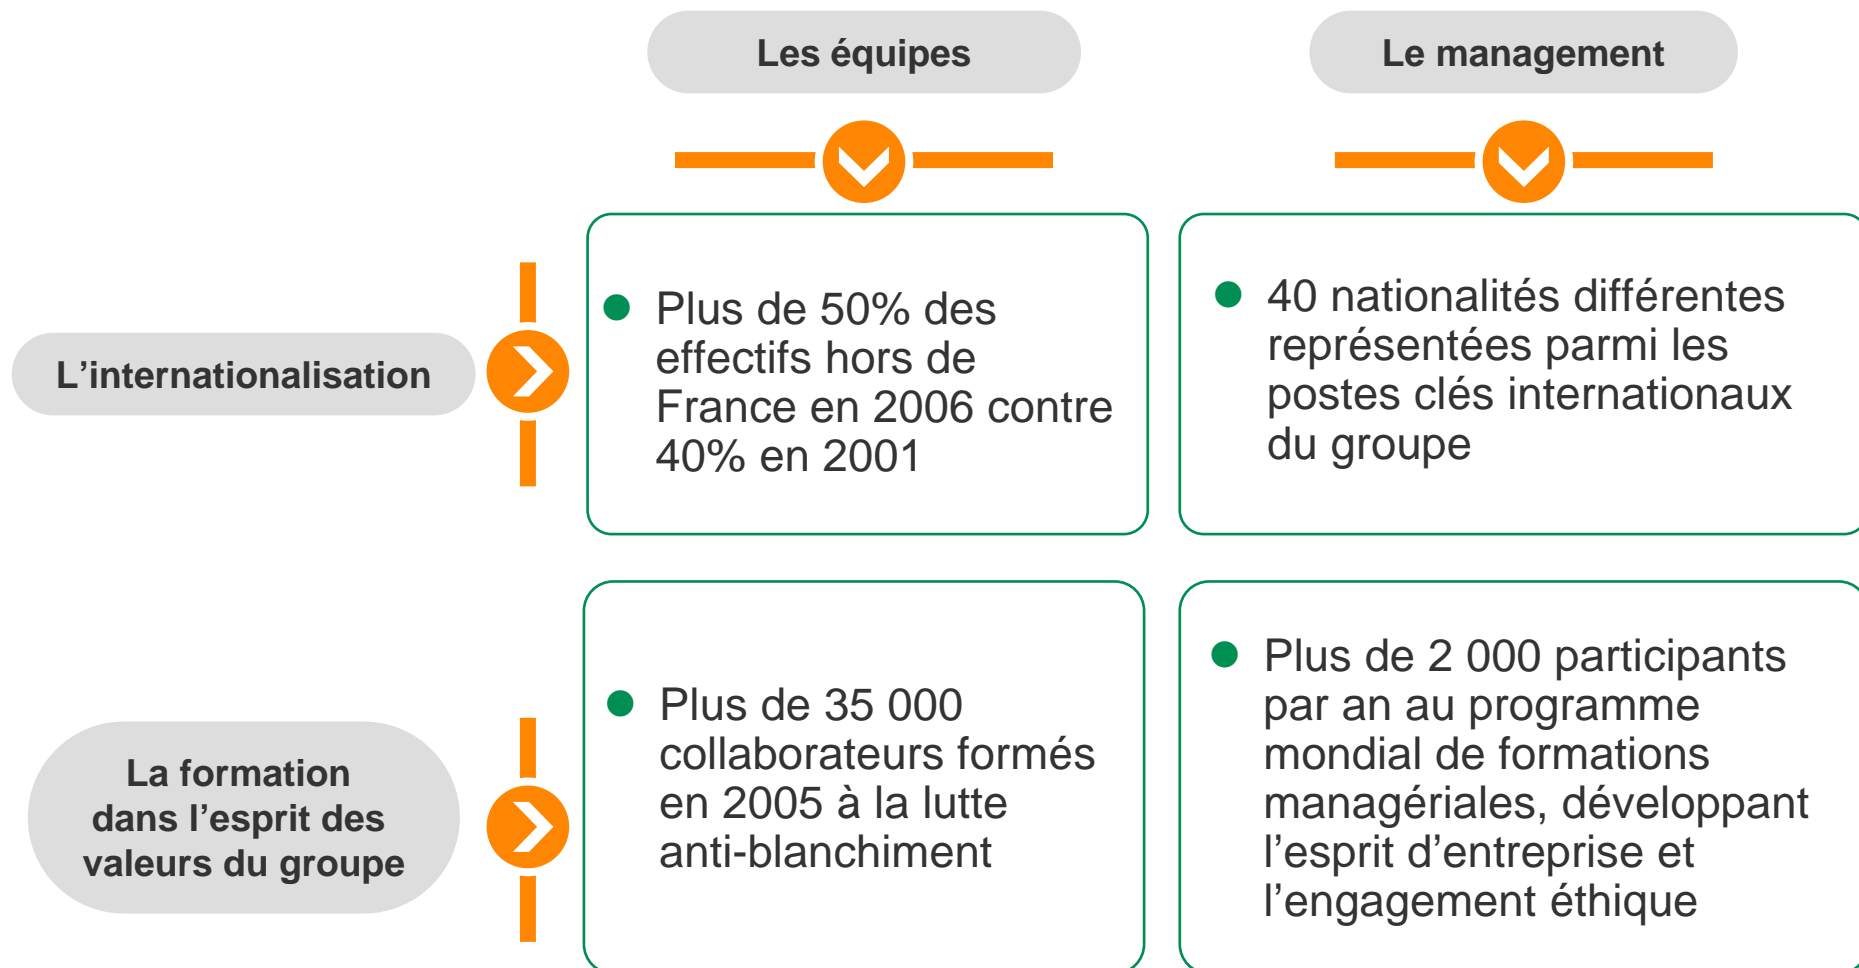 Les équipes
Le management
L’internationalisation
Plus de 50% des
effectifs hors de
France en 2006 contre
40% en 2001
40 nationalités différentes
représentées parmi les
postes clés internationaux
du groupe
La formation
dans l’esprit des
valeurs du groupe
Plus de 35 000
collaborateurs formés
en 2005 à la lutte
anti-blanchiment
Plus de 2 000 participants
par an au programme
mondial de formations
managériales, développant
l’esprit d’entreprise et
l’engagement éthique